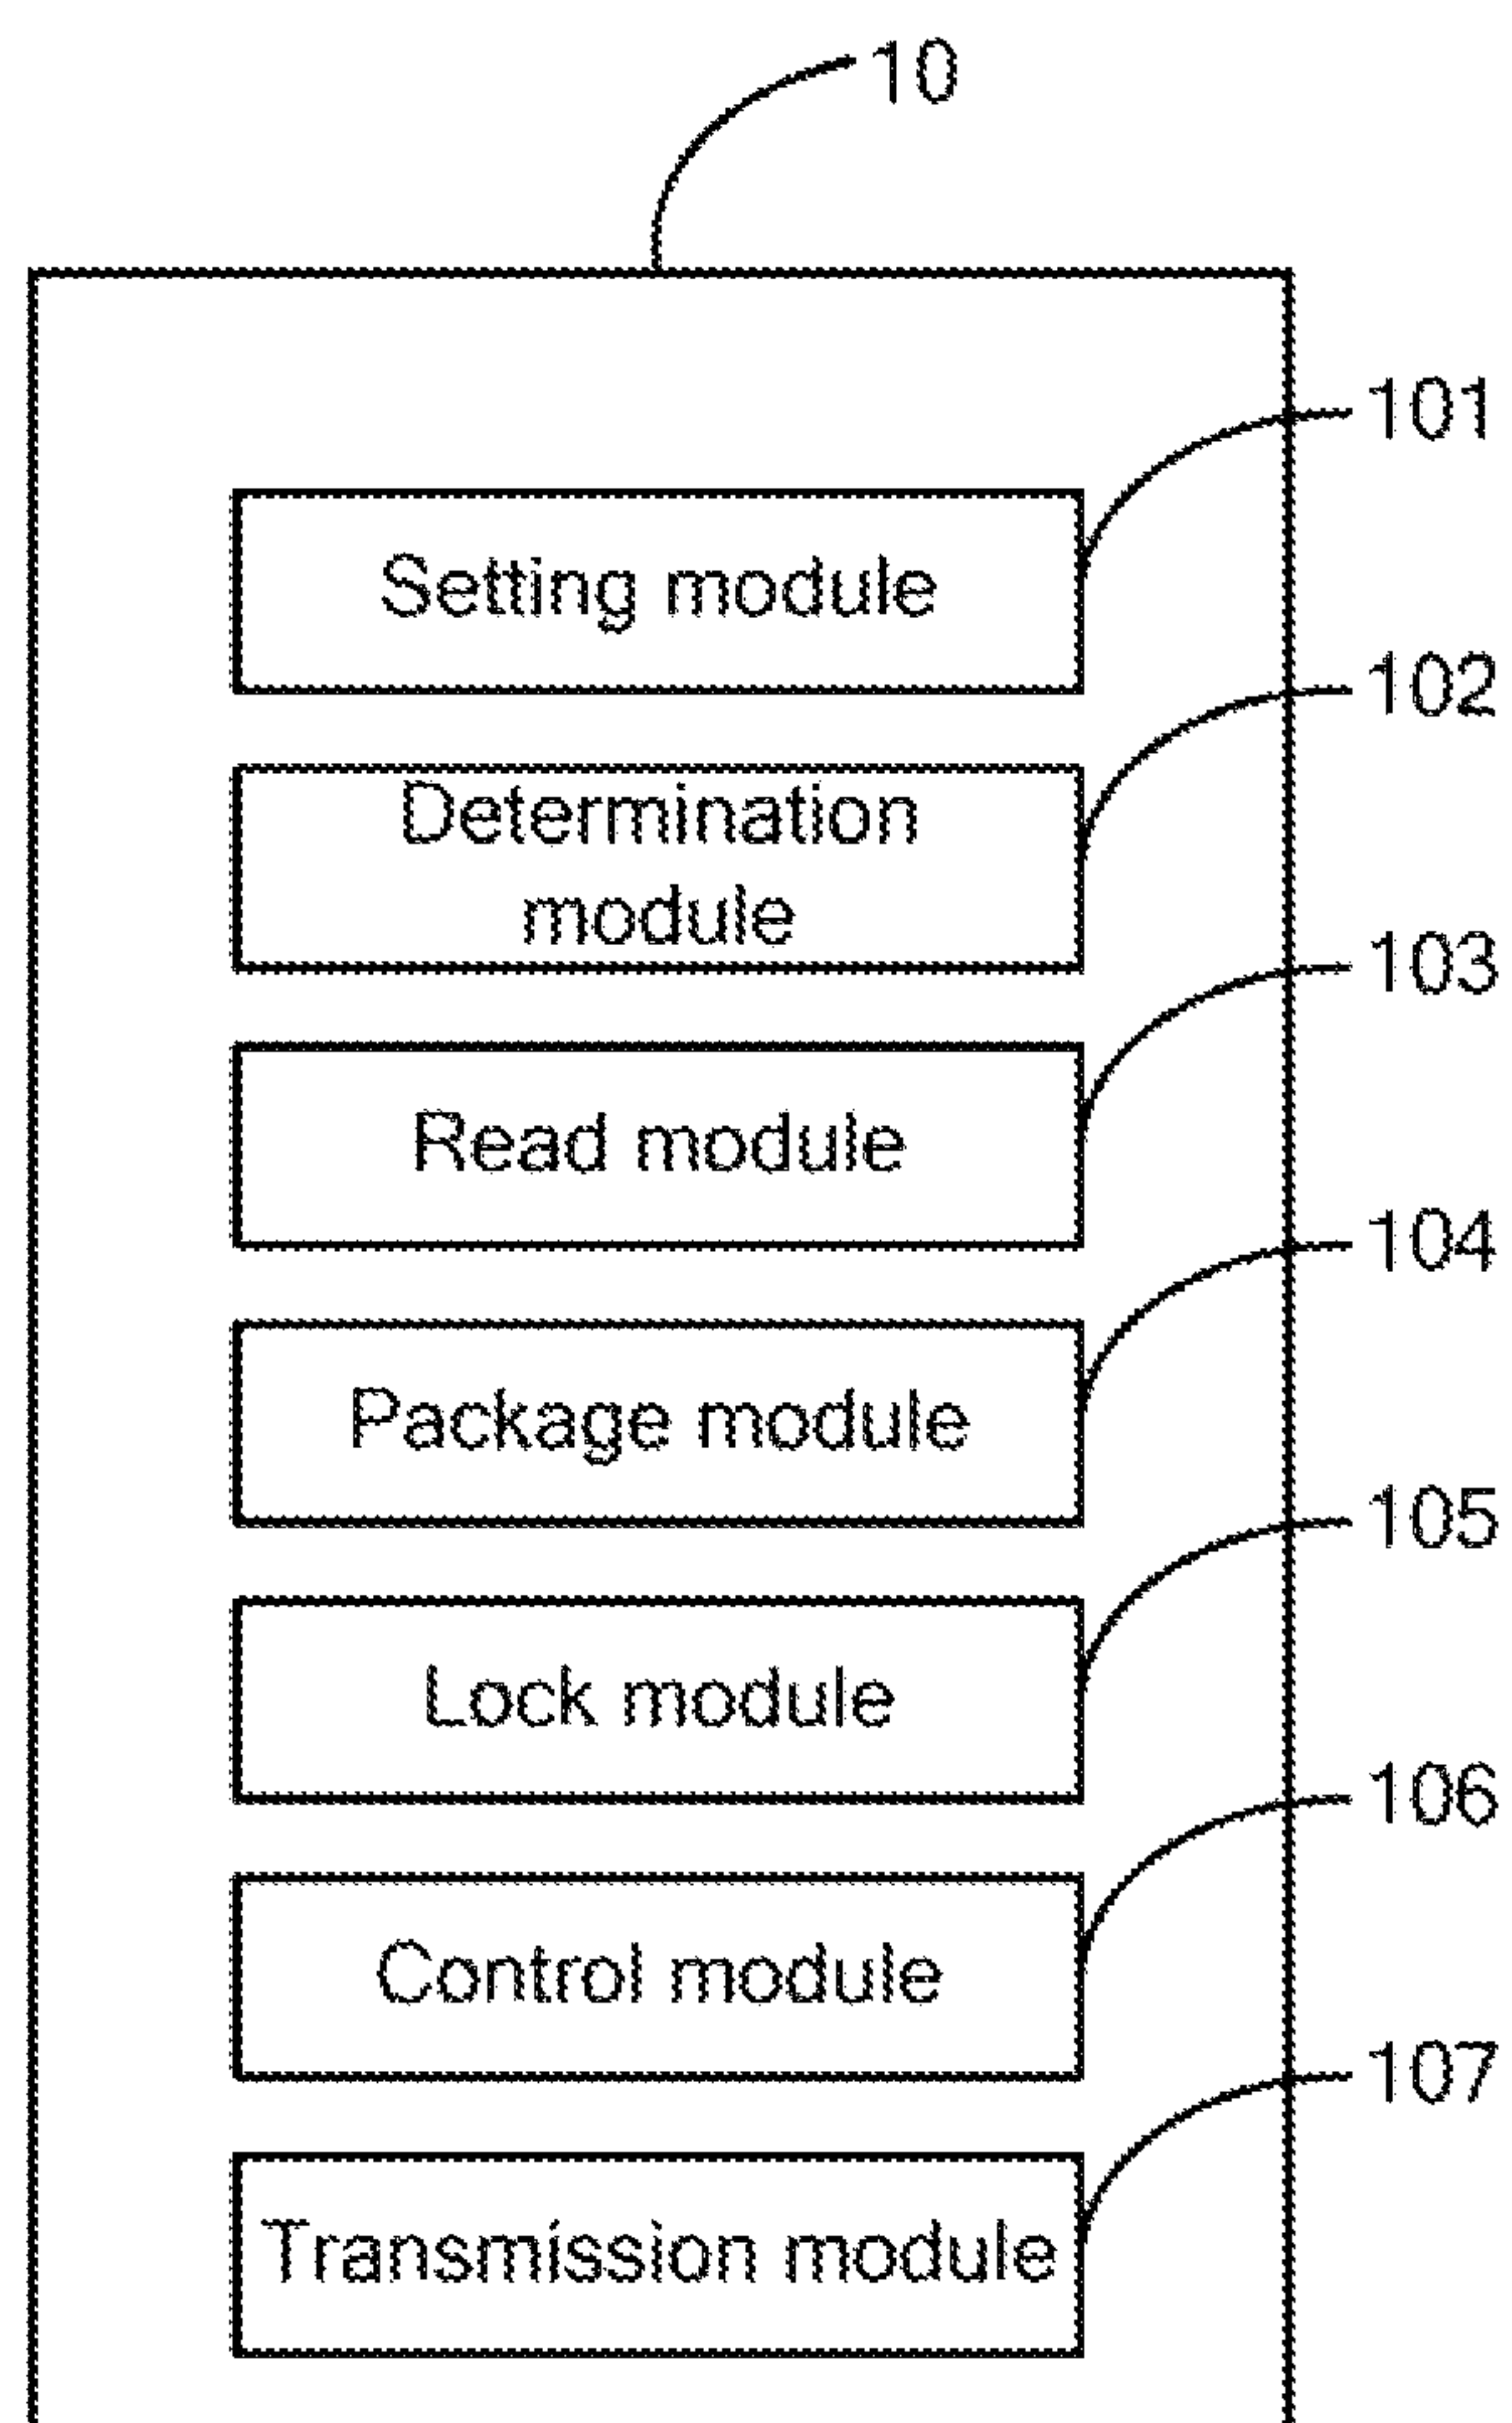 10
101
Setting module
102
Determination
module
103
Read module
104
Package module
105
Lock module
106
Control module
107
Transmission module